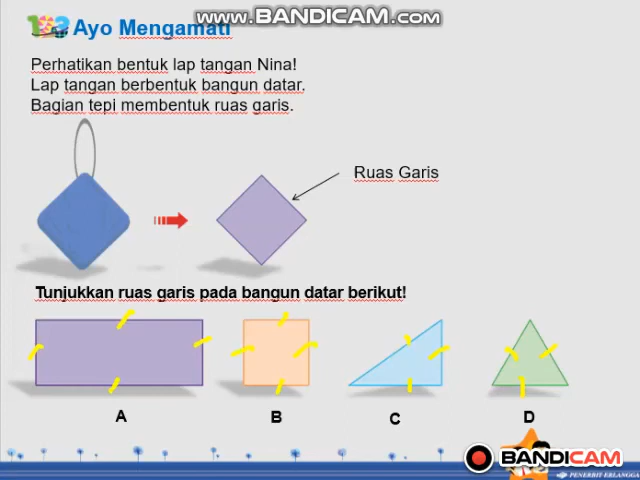 www.BANDICAM.com
123 Ayo Mengamati
Perhatikan bentuk lap tangan Nina!
Lap tangan berbentuk bangun datar.
Bagian tepi membentuk ruas garis.
Ruas Garis
Tunjukkan ruas garis pada bangun datar berikut!
A
B
C
D
BANDICAM
PENERBIT ERLANGGA